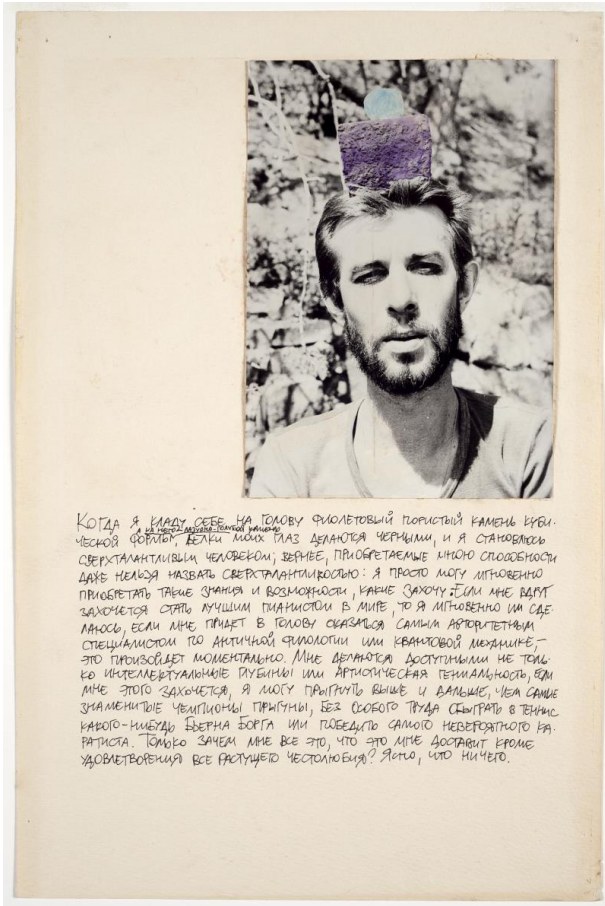 Когда я кладу себе на голову фиолетовый пористый камень куби-
а на него лазурно-голубой камень
ческой формы, белки моих глаз делаются черными, и я становлюсь
сверхталантливым человеком; вернее, приобретаемые мною способности
даже нельзя назвать сверхталантливостью: я просто могу мгновенно
приобретать такие знания и возможности, какие захочу. Если мне вдруг
захочется стать лучшим пианистом в мире, то я мгновенно им сде-
лаюсь, если мне придет в голову оказаться самым авторитетным
специалистом по античной филологии или квантовой механике, –
это произойдет моментально. Мне делаются доступными не толь-
ко интеллектуальные глубины или артистическая гениальность, если
мне этого захочется, я могу прыгнуть выше и дальше, чем самые
знаменитые чемпионы прыгуны, без особого труда обыграть в теннис
какого-нибудь Бьерна Борга или победить самого невероятного ка-
ратиста. Только зачем мне все это, что это мне доставит кроме
удовлетворения все растущего честолюбия? Ясно, что ничего.